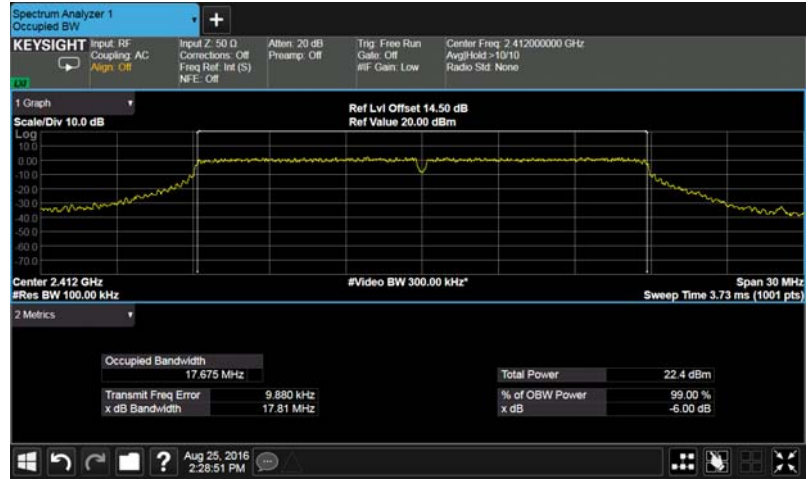 Spectrum Analyzer 1
Occupied BW
+
KEYSIGHT
Input: RF
Coupling: AC
Align: Off
Input Z: 50 Ω
Corrections: Off
Freq Ref: Int (S)
NFE: Off
Atten: 20 dB
Preamp: Off
Trig: Free Run
Gate: Off
#IF Gain: Low
Center Freq: 2.412000000 GHz
Avg|Hold:>10/10
Radio Std: None
LXI
1 Graph
Scale/Div 10.0 dB
Ref Lvl Offset 14.50 dB
Ref Value 20.00 dBm
Log
10.0
0.00
-10.0
-20.0
-30.0
-40.0
-50.0
-60.0
-70.0
Center 2.412 GHz
#Res BW 100.00 kHz
#Video BW 300.00 kHz*
Span 30 MHz
Sweep Time 3.73 ms (1001 pts)
2 Metrics
Occupied Bandwidth
17.675 MHz
Transmit Freq Error 9.880 kHz
x dB Bandwidth 17.81 MHz
Total Power 22.4 dBm
% of OBW Power 99.00 %
x dB -6.00 dB
?
Aug 25, 2016
2:28:51 PM